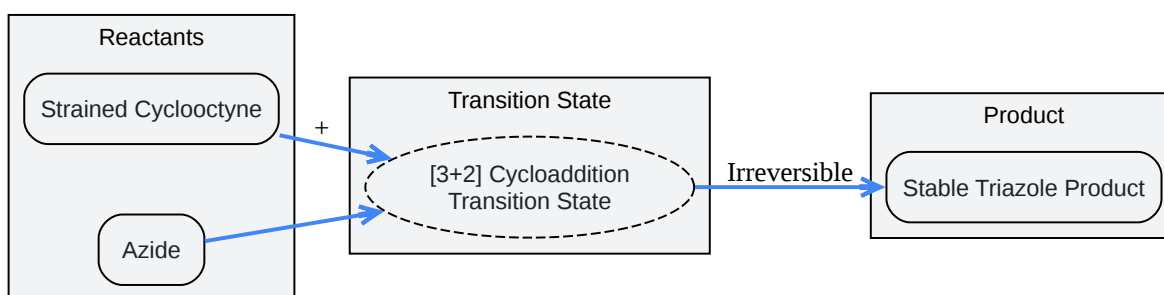 Reactants
Strained Cyclooctyne
Azide
+
Transition State
[3+2] Cycloaddition
Transition State
Irreversible
Product
Stable Triazole Product